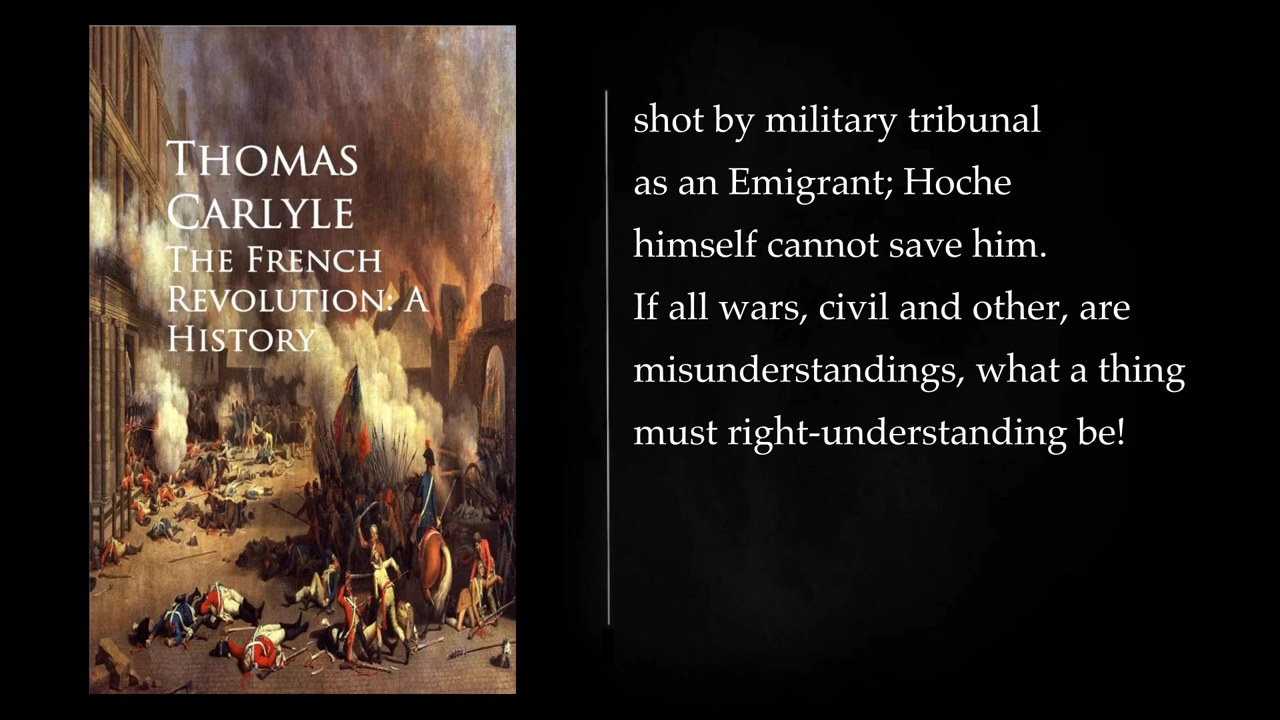 THOMAS
CARLYLE
THE FRENCH
REVOLUTION: A
HISTORY
shot by military tribunal
as an Emigrant; Hoche
himself cannot save him.
If all wars, civil and other, are
misunderstandings, what a thing
must right-understanding be!